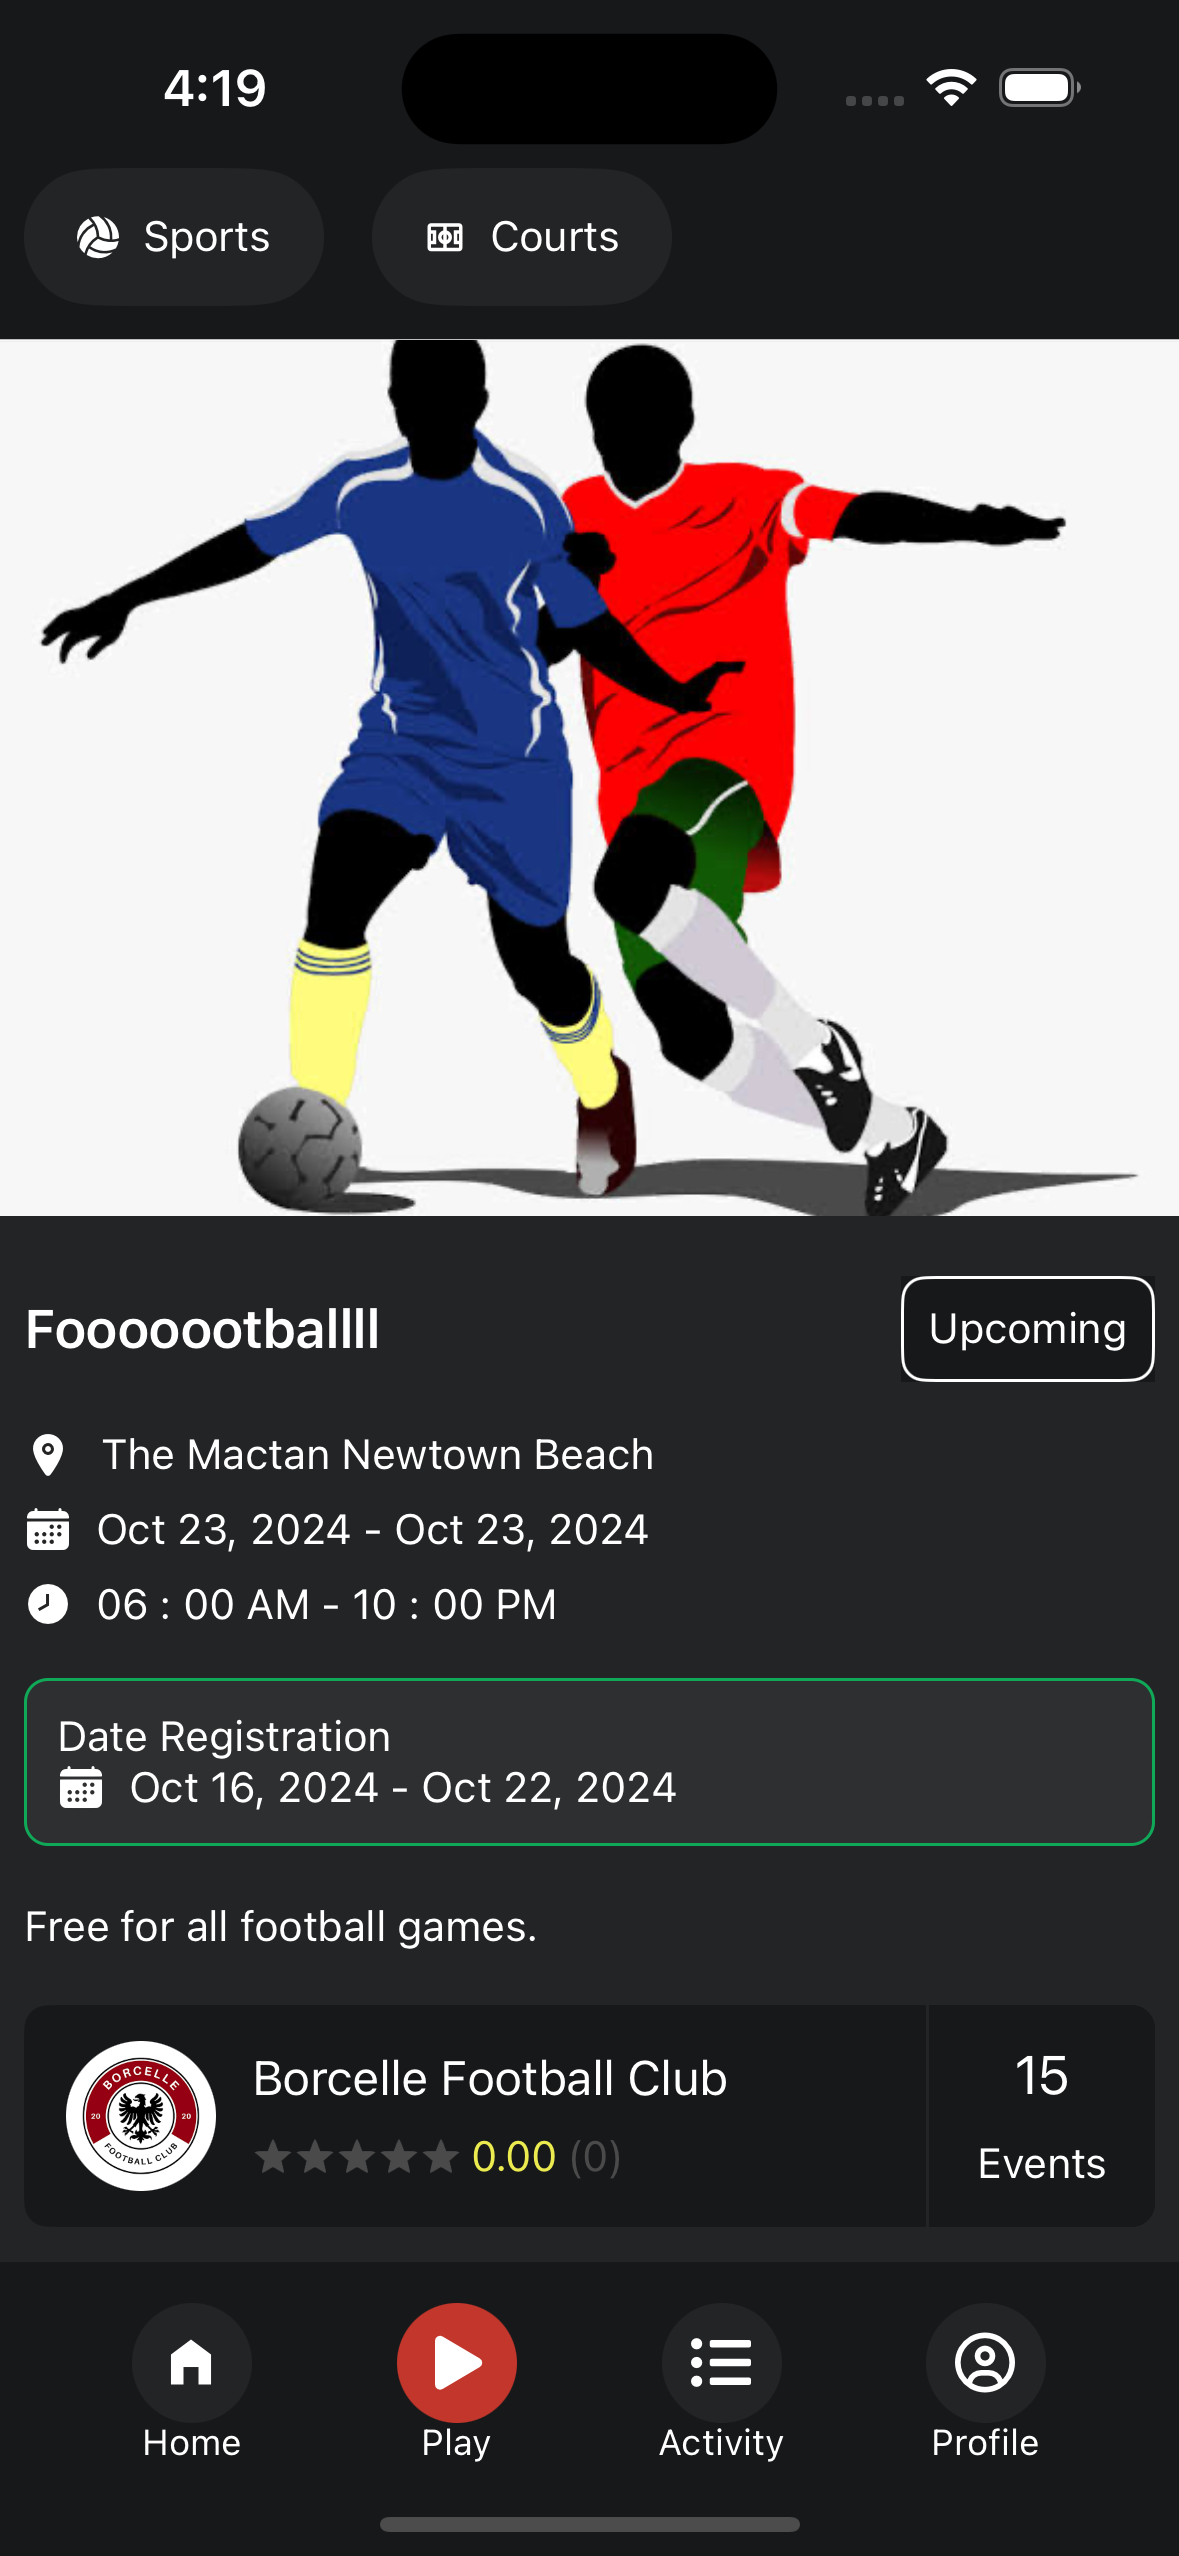 4:19
Sports
Courts
Fooooootballll
Upcoming
The Mactan Newtown Beach
Oct 23, 2024 - Oct 23, 2024
06 : 00 AM - 10 : 00 PM
Date Registration
Oct 16, 2024 - Oct 22, 2024
Free for all football games.
BORCELLE
20
20
FOOTBALL CLUB
Borcelle Football Club
0.00 (0)
15
Events
Home
Play
Activity
Profile